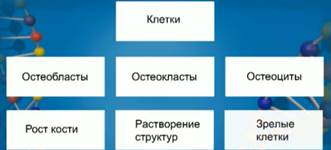 Клетки
Остеобласты
Остеокласты
Остеоциты
Рост кости
Растворение
структур
Зрелые
клетки